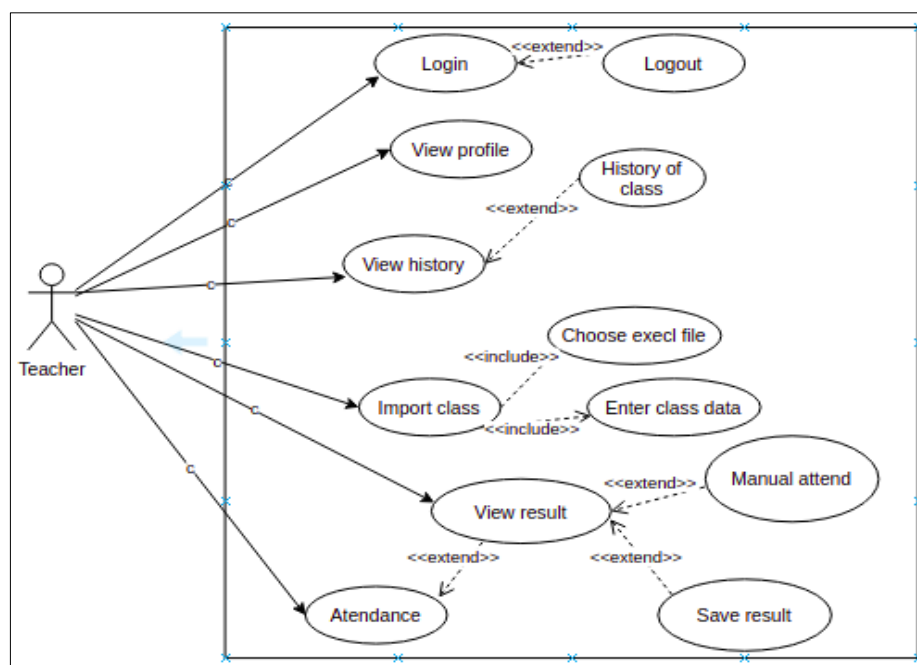 <<extend>>
Login
Logout
View profile
History of
class
<<extend>>
c
c
View history
c
Teacher
Choose execl file
<<include>>
c
Import class
Enter class data
c
<<include>>
c
Manual attend
<<extend>>
View result
<<extend>>
<<extend>>
Atendance
Save result